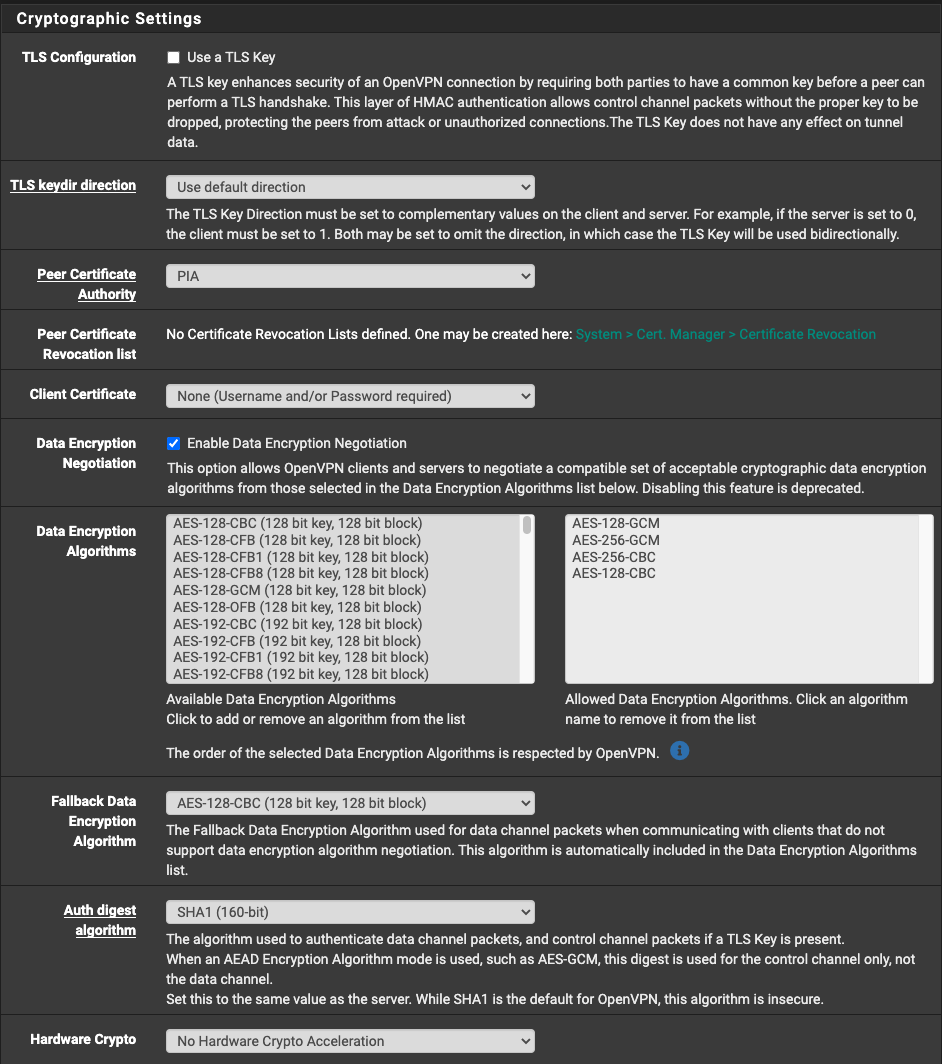 Cryptographic Settings
TLS Configuration
Use a TLS Key
A TLS key enhances security of an OpenVPN connection by requiring both parties to have a common key before a peer can
perform a TLS handshake. This layer of HMAC authentication allows control channel packets without the proper key to be
dropped, protecting the peers from attack or unauthorized connections.The TLS Key does not have any effect on tunnel
data.
TLS keydir direction
Use default direction
The TLS Key Direction must be set to complementary values on the client and server. For example, if the server is set to 0,
the client must be set to 1. Both may be set to omit the direction, in which case the TLS Key will be used bidirectionally.
Peer Certificate
Authority
PIA
Peer Certificate
Revocation list
No Certificate Revocation Lists defined. One may be created here: System > Cert. Manager > Certificate Revocation
Client Certificate
None (Username and/or Password required)
Data Encryption
Negotiation
Enable Data Encryption Negotiation
This option allows OpenVPN clients and servers to negotiate a compatible set of acceptable cryptographic data encryption
algorithms from those selected in the Data Encryption Algorithms list below. Disabling this feature is deprecated.
Data Encryption
Algorithms
AES-128-CBC (128 bit key, 128 bit block)
AES-128-CFB (128 bit key, 128 bit block)
AES-128-CFB1 (128 bit key, 128 bit block)
AES-128-CFB8 (128 bit key, 128 bit block)
AES-128-GCM (128 bit key, 128 bit block)
AES-128-OFB (128 bit key, 128 bit block)
AES-192-CBC (192 bit key, 128 bit block)
AES-192-CFB (192 bit key, 128 bit block)
AES-192-CFB1 (192 bit key, 128 bit block)
AES-192-CFB8 (192 bit key, 128 bit block)
Available Data Encryption Algorithms
Click to add or remove an algorithm from the list
AES-128-GCM
AES-256-GCM
AES-256-CBC
AES-128-CBC
Allowed Data Encryption Algorithms. Click an algorithm
name to remove it from the list
The order of the selected Data Encryption Algorithms is respected by OpenVPN.
Fallback Data
Encryption
Algorithm
AES-128-CBC (128 bit key, 128 bit block)
The Fallback Data Encryption Algorithm used for data channel packets when communicating with clients that do not
support data encryption algorithm negotiation. This algorithm is automatically included in the Data Encryption Algorithms
list.
Auth digest
algorithm
SHA1 (160-bit)
The algorithm used to authenticate data channel packets, and control channel packets if a TLS Key is present.
When an AEAD Encryption Algorithm mode is used, such as AES-GCM, this digest is used for the control channel only, not
the data channel.
Set this to the same value as the server. While SHA1 is the default for OpenVPN, this algorithm is insecure.
Hardware Crypto
No Hardware Crypto Acceleration